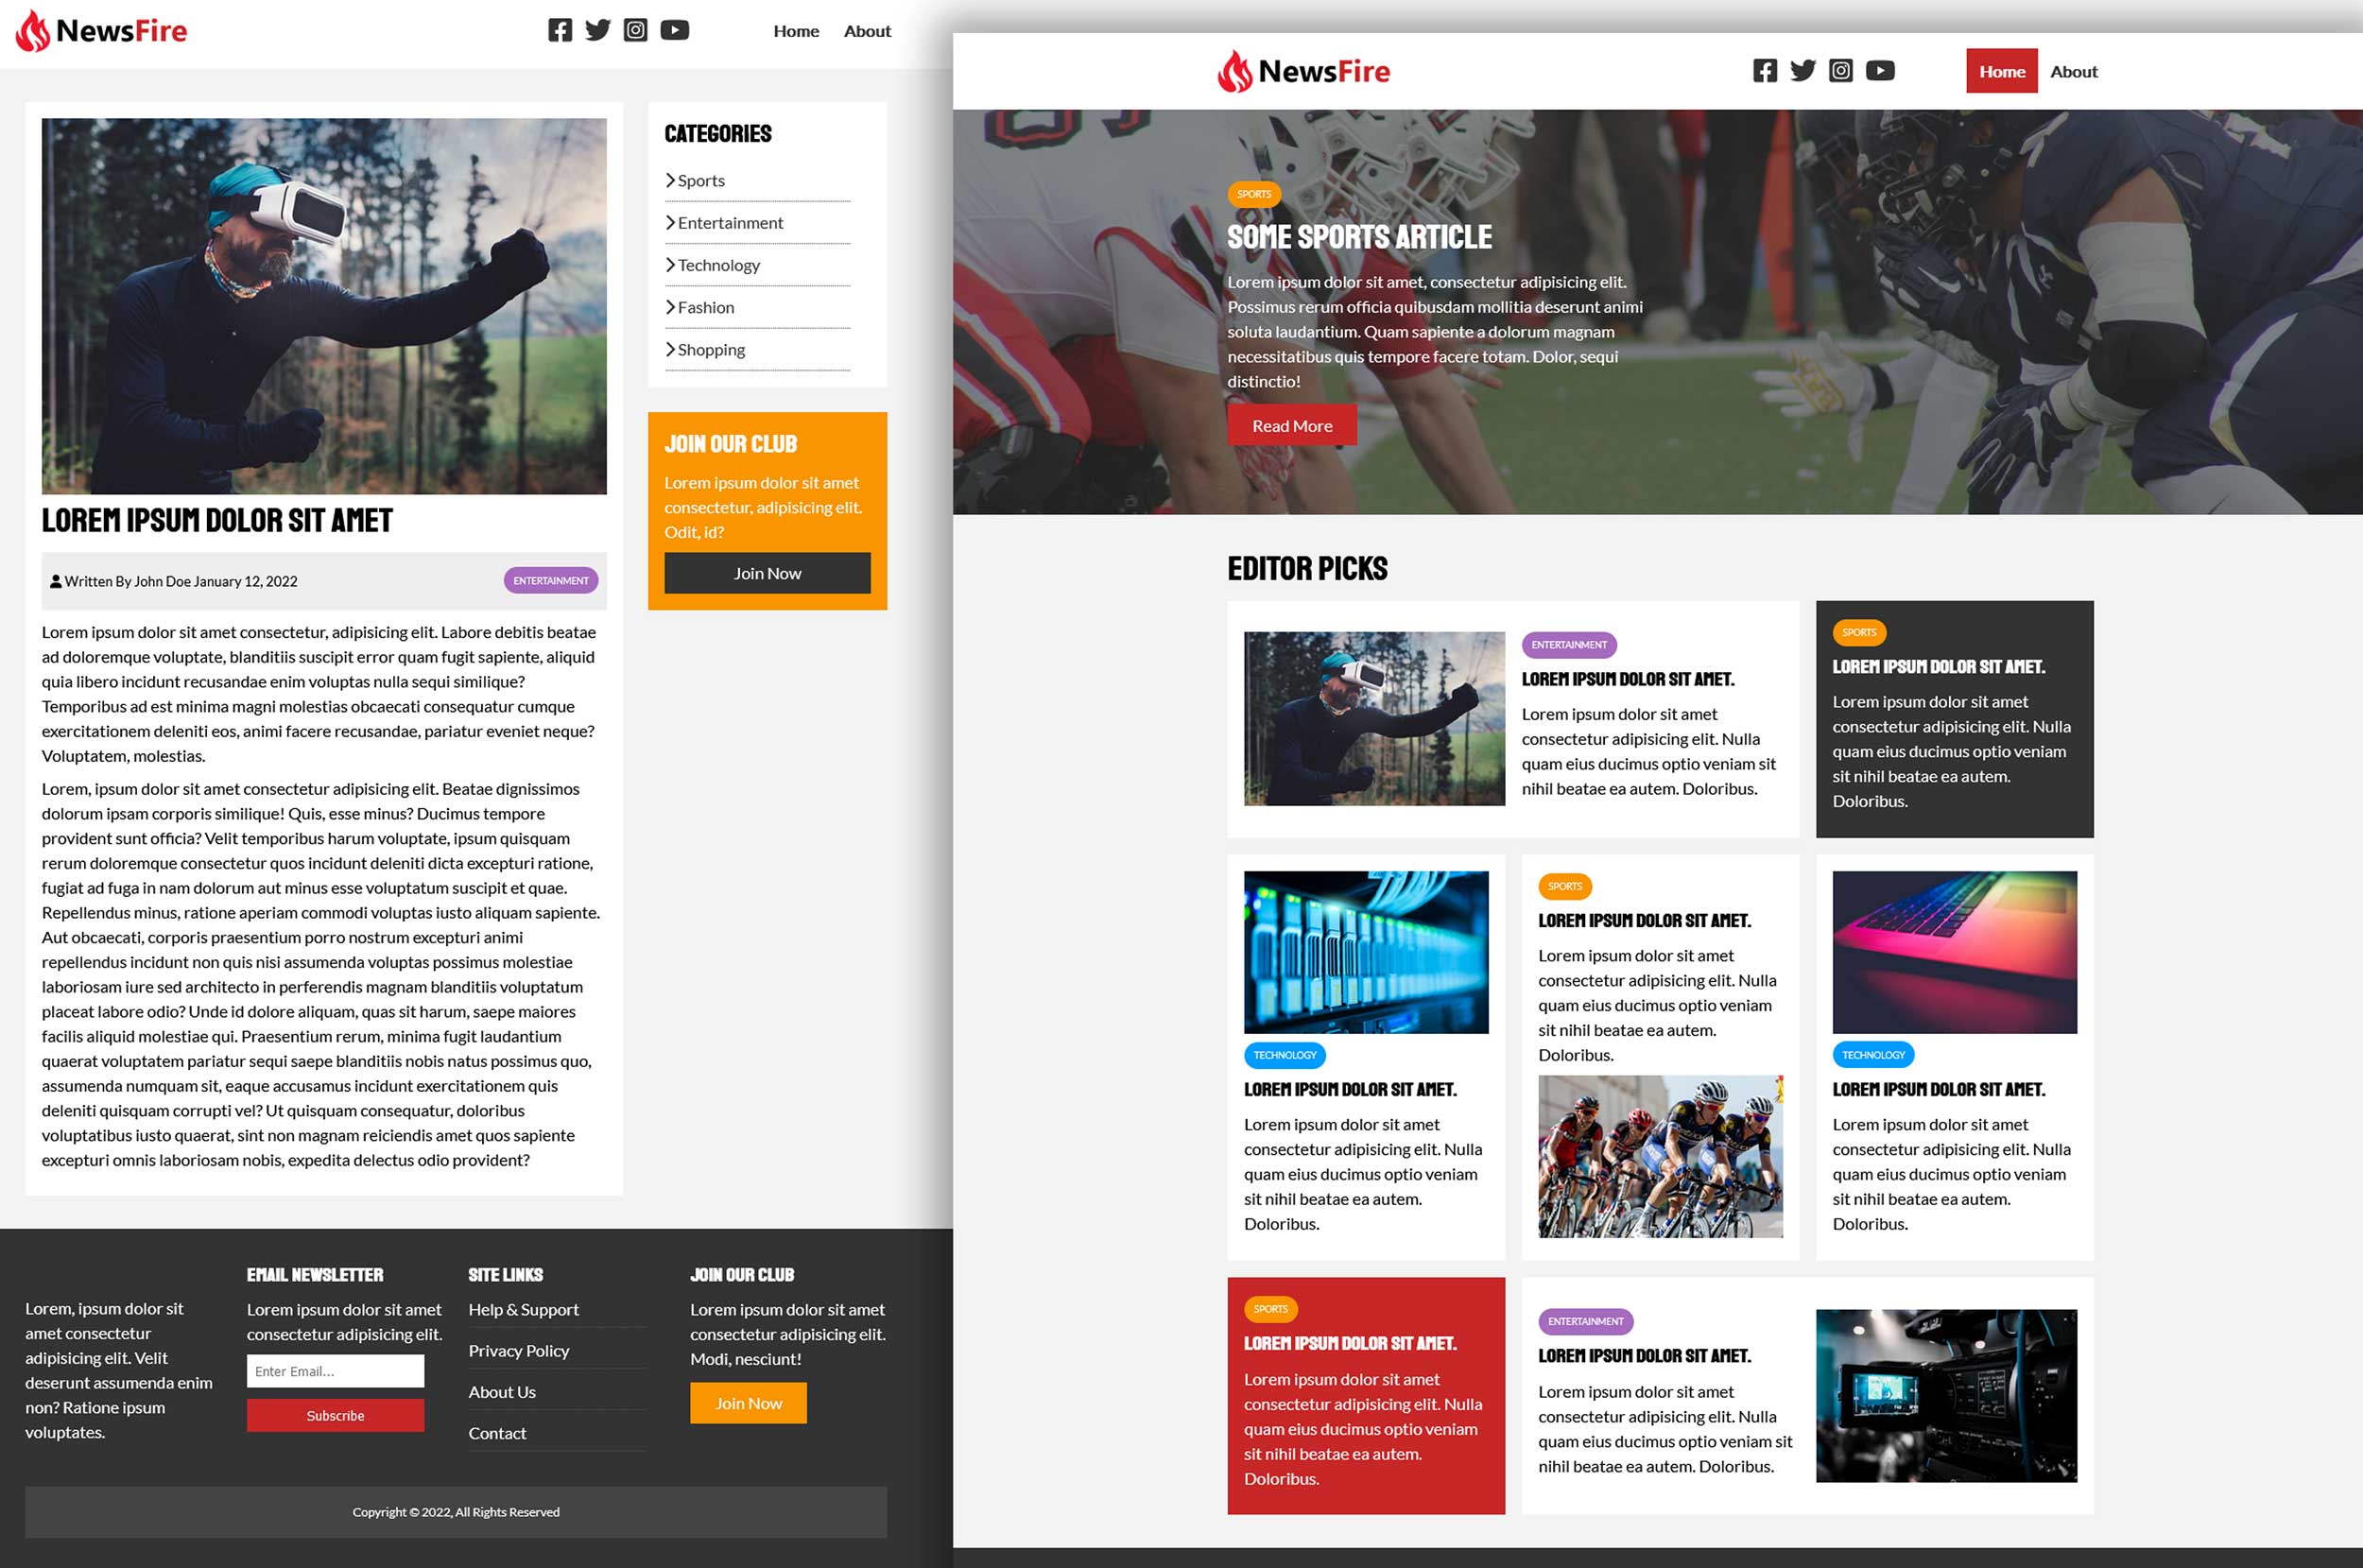 NewsFire
Home About
LOREM IPSUM DOLOR SIT AMET
Written By John Doe January 12, 2022
ENTERTAINMENT
Lorem ipsum dolor sit amet consectetur, adipisicing elit. Labore debitis beatae
ad doloremque voluptate, blanditiis suscipit error quam fugit sapiente, aliquid
quia libero incidunt recusandae enim voluptas nulla sequi similique?
Temporibus ad est minima magni molestias obcaecati consequatur cumque
exercitationem deleniti eos, animi facere recusandae, pariatur eveniet neque?
Voluptatem, molestias.
Lorem, ipsum dolor sit amet consectetur adipisicing elit. Beatae dignissimos
dolorum ipsam corporis similique! Quis, esse minus? Ducimus tempore
provident sunt officia? Velit temporibus harum voluptate, ipsum quisquam
rerum doloremque consectetur quos incidunt deleniti dicta excepturi ratione,
fugiat ad fuga in nam dolorum aut minus esse voluptatum suscipit et quae.
Repellendus minus, ratione aperiam commodi voluptas iusto aliquam sapiente.
Aut obcaecati, corporis praesentium porro nostrum excepturi animi
repellendus incidunt non quis nisi assumenda voluptas possimus molestiae
laboriosam iure sed architecto in perferendis magnam blanditiis voluptatum
placeat labore odio? Unde id dolore aliquam, quas sit harum, saepe maiores
facilis aliquid molestiae qui. Praesentium rerum, minima fugit laudantium
quaerat voluptatem pariatur sequi saepe blanditiis nobis natus possimus quo,
assumenda numquam sit, eaque accusamus incidunt exercitationem quis
deleniti quisquam corrupti vel? Ut quisquam consequatur, doloribus
voluptatibus iusto quaerat, sint non magnam reiciendis amet quos sapiente
excepturi omnis laboriosam nobis, expedita delectus odio provident?
CATEGORIES
Sports
Entertainment
Technology
Fashion
Shopping
JOIN OUR CLUB
Lorem ipsum dolor sit amet
consectetur, adipisicing elit.
Odit, id?
Join Now
Lorem, ipsum dolor sit
amet consectetur
adipisicing elit. Velit
deserunt assumenda enim
non? Ratione ipsum
voluptates.
EMAIL NEWSLETTER
Lorem ipsum dolor sit amet
consectetur adipisicing elit.
Enter Email...
Subscribe
SITE LINKS
Help & Support
Privacy Policy
About Us
Contact
JOIN OUR CLUB
Lorem ipsum dolor sit amet
consectetur adipisicing elit.
Modi, nesciunt!
Join Now
Copyright © 2022, All Rights Reserved
NewsFire
Home About
SPORTS
SOME SPORTS ARTICLE
Lorem ipsum dolor sit amet, consectetur adipisicing elit.
Possimus rerum officia quibusdam mollitia deserunt animi
soluta laudantium. Quam sapiente a dolorum magnam
necessitatibus quis tempore facere totam. Dolor, sequi
distinctio!
Read More
EDITOR PICKS
ENTERTAINMENT
LOREM IPSUM DOLOR SIT AMET.
Lorem ipsum dolor sit amet
consectetur adipisicing elit. Nulla
quam eius ducimus optio veniam sit
nihil beatae ea autem. Doloribus.
SPORTS
LOREM IPSUM DOLOR SIT AMET.
Lorem ipsum dolor sit amet
consectetur adipisicing elit. Nulla
quam eius ducimus optio veniam
sit nihil beatae ea autem.
Doloribus.
TECHNOLOGY
LOREM IPSUM DOLOR SIT AMET.
Lorem ipsum dolor sit amet
consectetur adipisicing elit. Nulla
quam eius ducimus optio veniam
sit nihil beatae ea autem.
Doloribus.
SPORTS
LOREM IPSUM DOLOR SIT AMET.
Lorem ipsum dolor sit amet
consectetur adipisicing elit. Nulla
quam eius ducimus optio veniam
sit nihil beatae ea autem.
Doloribus.
TECHNOLOGY
LOREM IPSUM DOLOR SIT AMET.
Lorem ipsum dolor sit amet
consectetur adipisicing elit. Nulla
quam eius ducimus optio veniam
sit nihil beatae ea autem.
Doloribus.
SPORTS
LOREM IPSUM DOLOR SIT AMET.
Lorem ipsum dolor sit amet
consectetur adipisicing elit. Nulla
quam eius ducimus optio veniam
sit nihil beatae ea autem.
Doloribus.
ENTERTAINMENT
LOREM IPSUM DOLOR SIT AMET.
Lorem ipsum dolor sit amet
consectetur adipisicing elit. Nulla
quam eius ducimus optio veniam sit
nihil beatae ea autem. Doloribus.